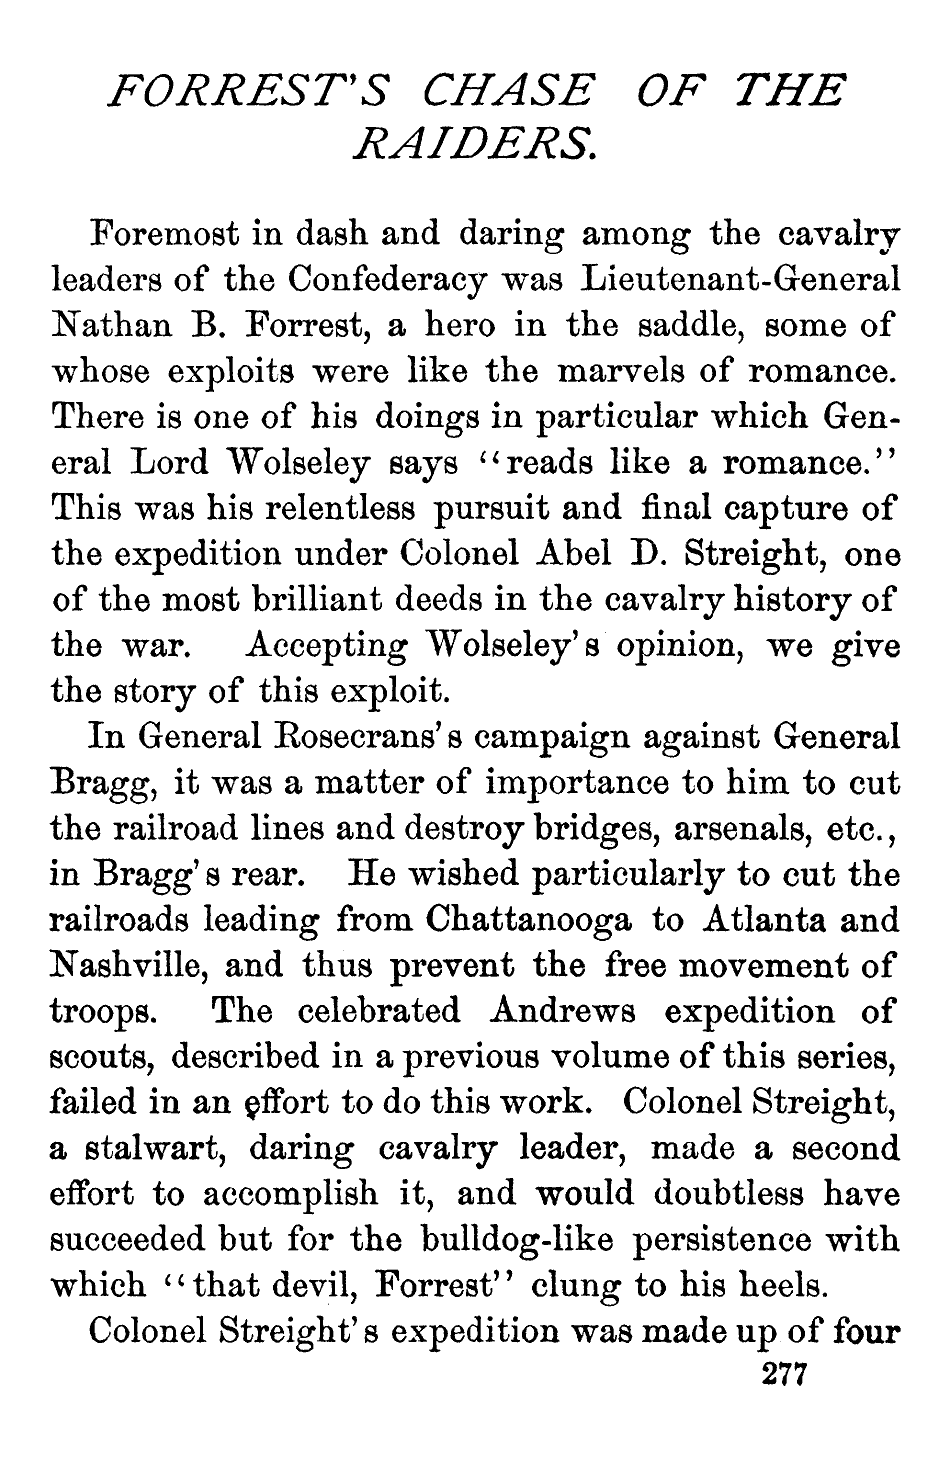 FORREST'S CHASE OF THE
RAIDERS.
Foremost in dash and daring among the cavalry
leaders of the Confederacy was Lieutenant-General
Nathan B. Forrest, a hero in the saddle, some of
whose exploits were like the marvels of romance.
There is one of his doings in particular which Gen-
eral Lord Wolseley says “reads like a romance.”
This was his relentless pursuit and final capture of
the expedition under Colonel Abel D. Streight, one
of the most brilliant deeds in the cavalry history of
the war. Accepting Wolseley's opinion, we give
the story of this exploit.
In General Rosecrans's campaign against General
Bragg, it was a matter of importance to him to cut
the railroad lines and destroy bridges, arsenals, etc.,
in Bragg's rear. He wished particularly to cut the
railroads leading from Chattanooga to Atlanta and
Nashville, and thus prevent the free movement of
troops. The celebrated Andrews expedition of
scouts, described in a previous volume of this series,
failed in an effort to do this work. Colonel Streight,
a stalwart, daring cavalry leader, made a second
effort to accomplish it, and would doubtless have
succeeded but for the bulldog-like persistence with
which “that devil, Forrest” clung to his heels.
Colonel Streight's expedition was made up of four
277